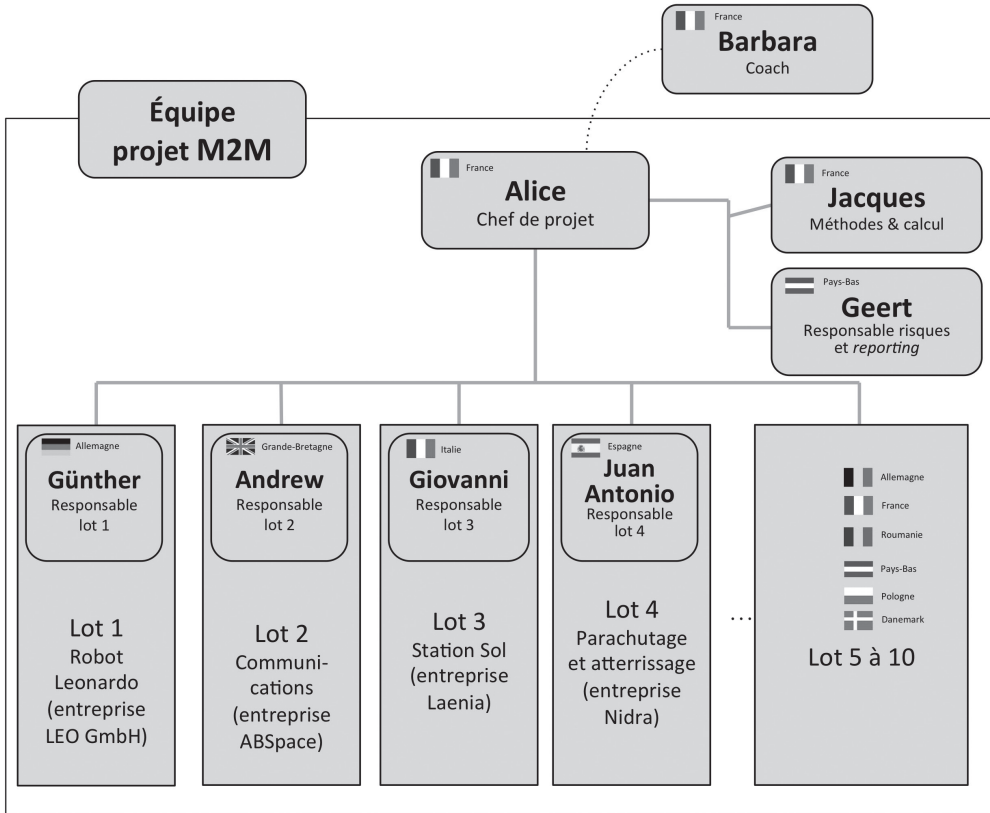 France
Barbara
Coach
Équipe
projet M2M
France
Alice
Chef de projet
France
Jacques
Méthodes & calcul
Pays-Bas
Geert
Responsable risques
et reporting
Allemagne
Günther
Responsable
lot 1
Lot 1
Robot
Leonardo
(entreprise
LEO GmbH)
Grande-Bretagne
Andrew
Responsable
lot 2
Lot 2
Communi-
cations
(entreprise
ABSpace)
Italie
Giovanni
Responsable
lot 3
Lot 3
Station Sol
(entreprise
Laenia)
Espagne
Juan
Antonio
Responsable
lot 4
Lot 4
Parachutage
et atterrissage
(entreprise
Nidra)
...
Allemagne
France
Roumanie
Pays-Bas
Pologne
Danemark
Lot 5 à 10